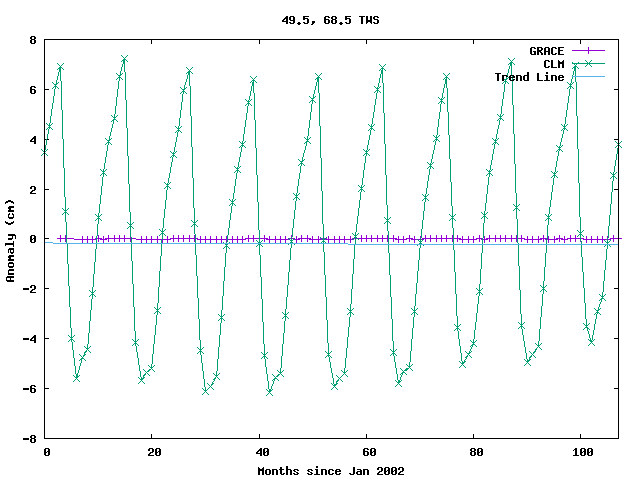 49.5, 68.5 TWS
GRACE
CLM
Trend Line
8
6
4
2
0
-2
-4
-6
-8
Anomaly (cm)
0 20 40 60 80 100
Months since Jan 2002